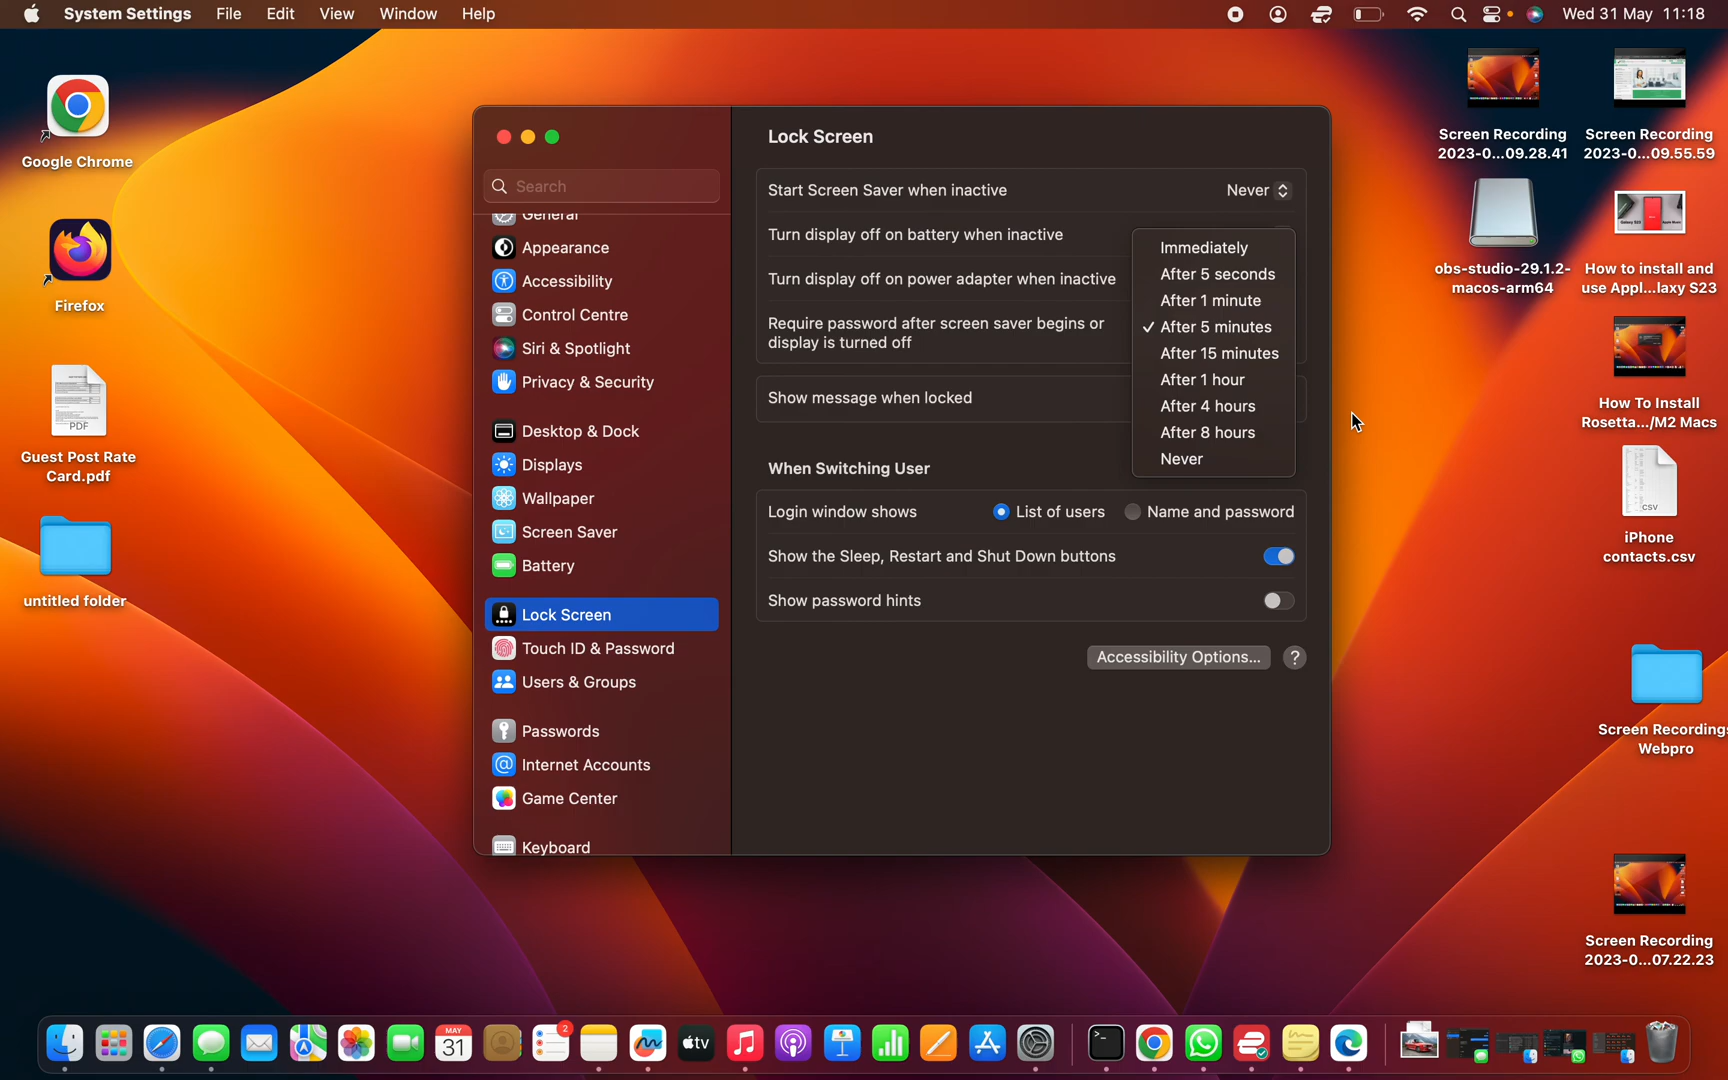 System Settings File Edit View Window Help
Wed 31 May 11:18
Google Chrome
Firefox
PDF
Guest Post Rate
Card.pdf
untitled folder
Search
General
Appearance
Accessibility
Control Centre
Siri & Spotlight
Privacy & Security
Desktop & Dock
Displays
Wallpaper
Screen Saver
Battery
Lock Screen
Touch ID & Password
Users & Groups
Passwords
Internet Accounts
Game Center
Keyboard
Lock Screen
Start Screen Saver when inactive Never
Turn display off on battery when inactive
Turn display off on power adapter when inactive
Require password after screen saver begins or
display is turned off
Show message when locked
Immediately
After 5 seconds
After 1 minute
✓ After 5 minutes
After 15 minutes
After 1 hour
After 4 hours
After 8 hours
Never
When Switching User
Login window shows List of users Name and password
Show the Sleep, Restart and Shut Down buttons
Show password hints
Accessibility Options... ?
Screen Recording
2023-0...09.28.41
Screen Recording
2023-0...09.55.59
obs-studio-29.1.2-
macos-arm64
How to install and
use Appl...laxy S23
How To Install
Rosetta.../M2 Macs
CSV
iPhone
contacts.csv
Screen Recordings
Webpro
Screen Recording
2023-0...07.22.23
MAY
31
2
tv